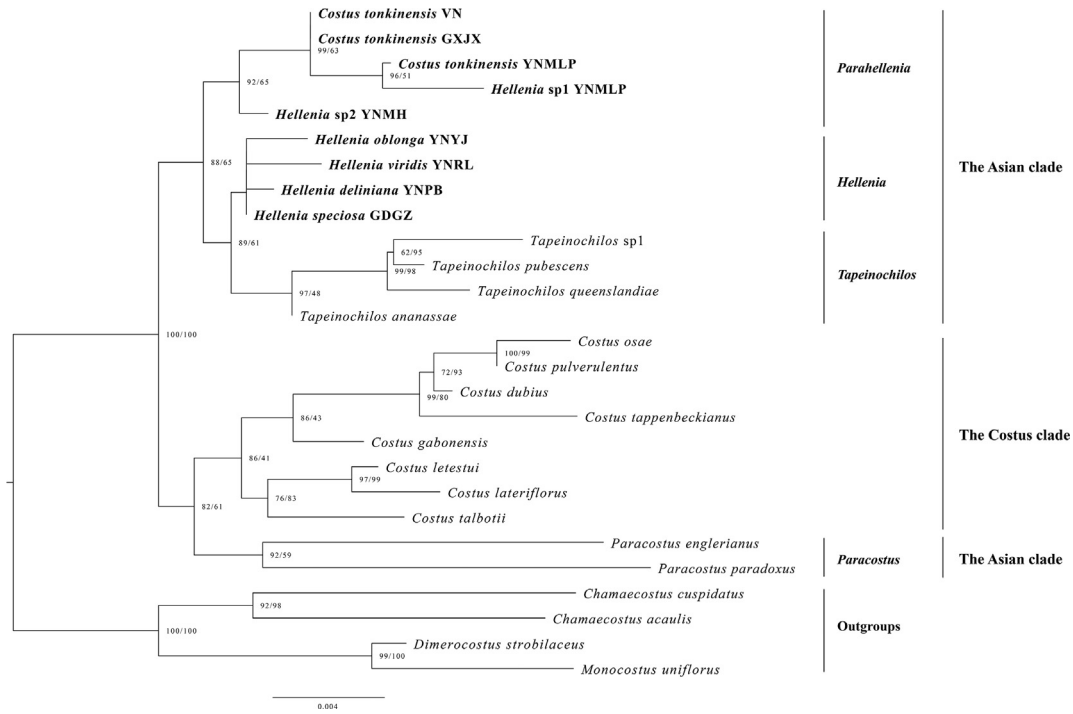 Costus tonkinensis VN
Costus tonkinensis GXJX
99/63
Costus tonkinensis YNMLP
Parahellenia
96/51
92/65
Hellenia sp1 YNMLP
Hellenia sp2 YNMH
Hellenia oblonga YNYJ
88/65
Hellenia viridis YNRL
The Asian clade
Hellenia
Hellenia deliniana YNPB
Hellenia speciosa GDGZ
Tapeinochilos sp1
89/61
62/95
Tapeinochilos pubescens
99/98
Tapeinochilos
Tapeinochilos queenslandiae
97/48
Tapeinochilos ananassae
100/100
Costus osae
100/99
Costus pulverulentus
72/93
Costus dubius
99/80
Costus tappenbeckianus
86/43
The Costus clade
Costus gabonensis
86/41
Costus letestui
97/99
Costus lateriflorus
76/83
82/61
Costus talbotii
Paracostus englerianus
92/59
Paracostus
The Asian clade
Paracostus paradoxus
Chamaecostus cuspidatus
92/98
Chamaecostus acaulis
Outgroups
100/100
Dimerocostus strobilaceus
99/100
Monocostus uniflorus
0.004